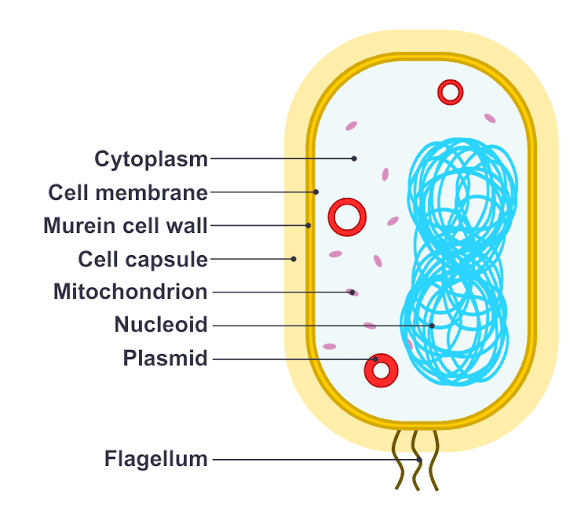 Cytoplasm
Cell membrane
Murein cell wall
Cell capsule
Mitochondrion
Nucleoid
Plasmid
Flagellum